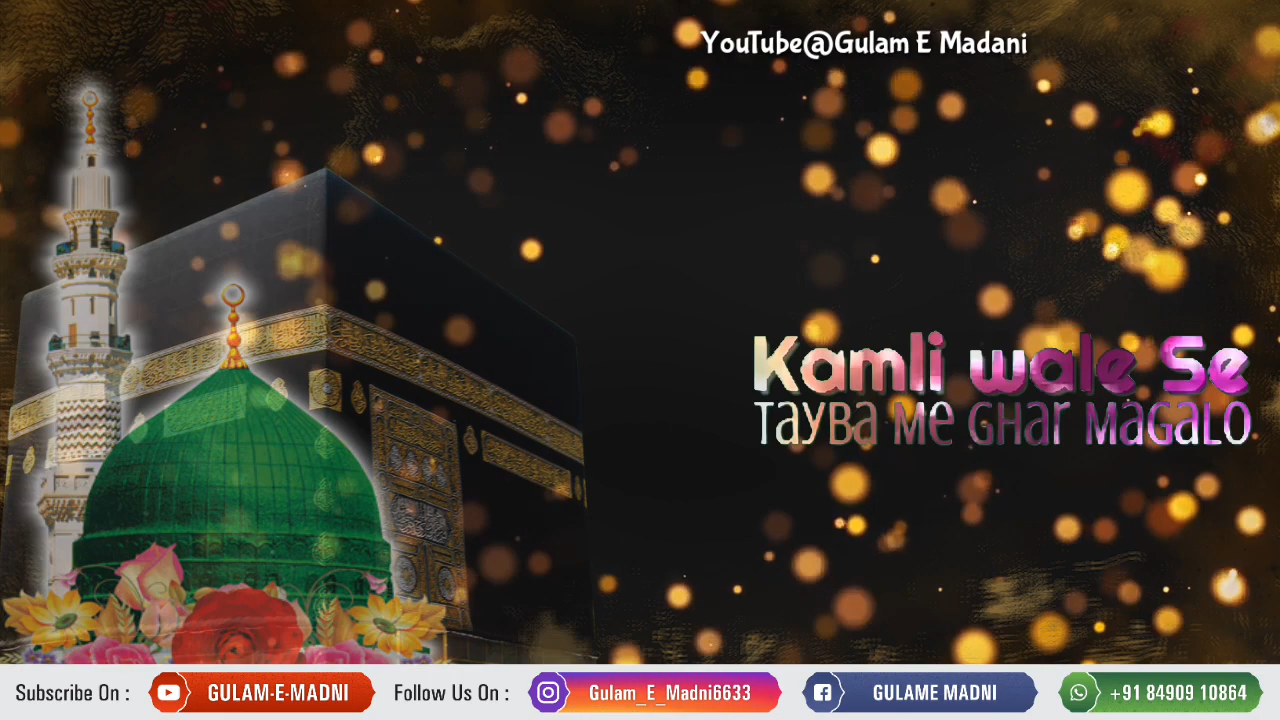 YouTube@Gulam E Madani
Kamli wale Se
Tayba Me Ghar Magalo
Subscribe On : GULAM-E-MADNI Follow Us On : Gulam_E_Madni6633 GULAME MADNI +91 84909 10864